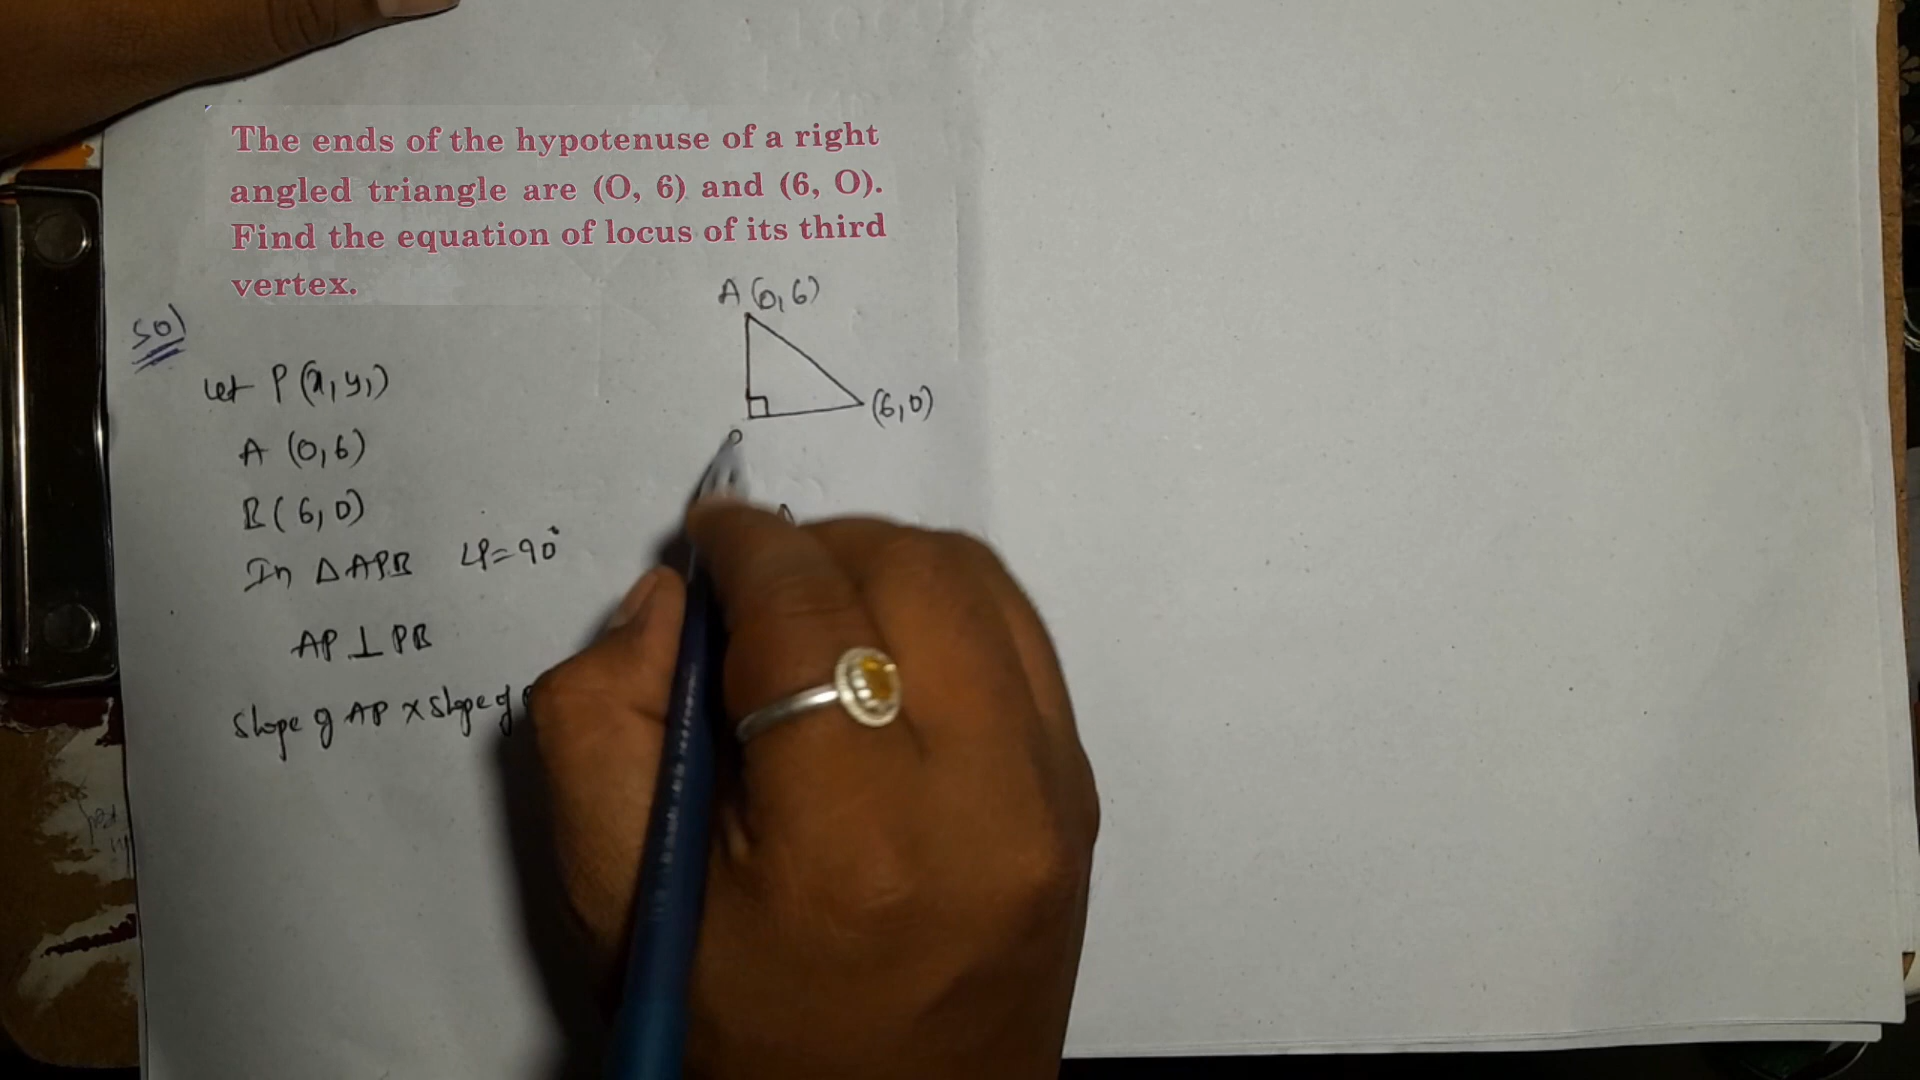 The ends of the hypotenuse of a right
angled triangle are (O, 6) and (6, O).
Find the equation of locus of its third
vertex.
Sol
A (0,6)
(6,0)
P
Let P (x1 y1)
A (0,6)
B (6,0)
In △APB ∠P=90°
AP⊥PB
Slope of AP × Slope of